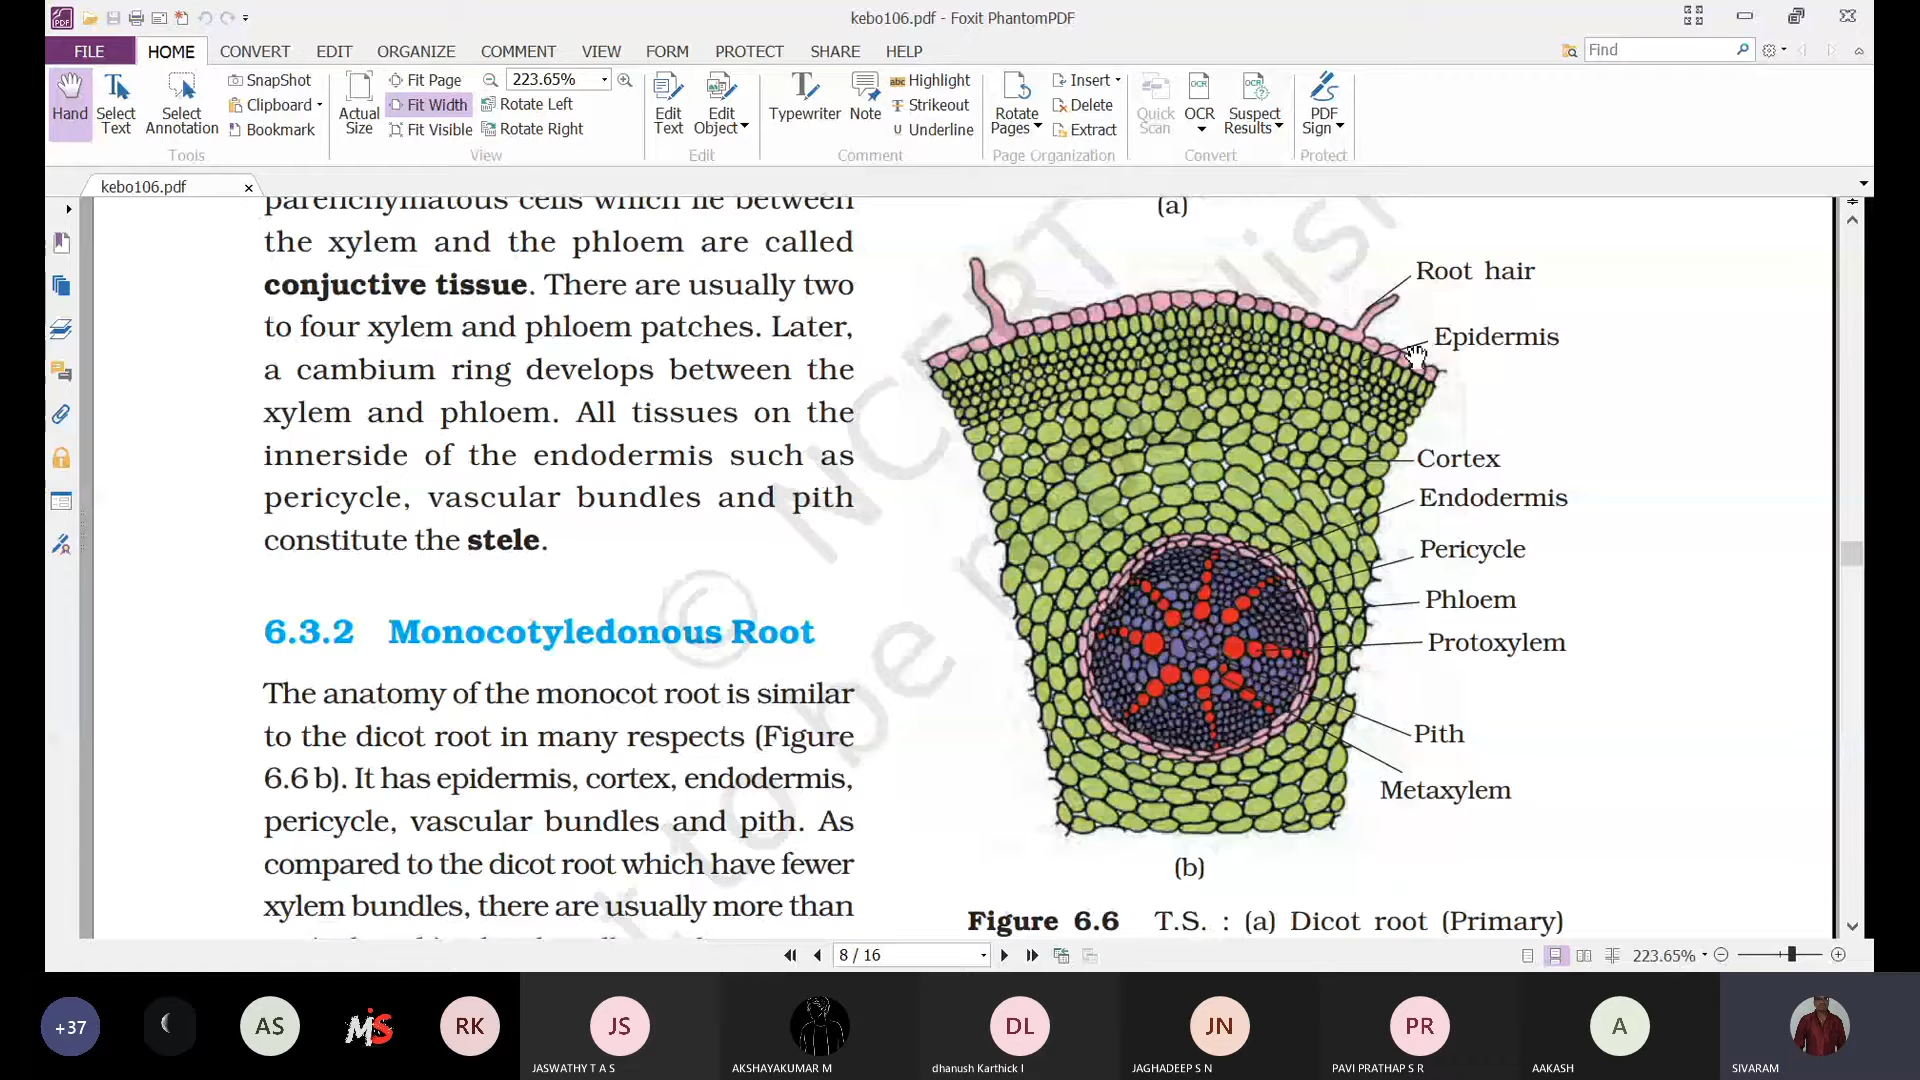 kebo106.pdf - Foxit PhantomPDF
FILE HOME CONVERT EDIT ORGANIZE COMMENT VIEW FORM PROTECT SHARE HELP
Find
Hand
Select
Text
Select
Annotation
SnapShot
Clipboard
Bookmark
Tools
Actual
Size
Fit Page
Fit Width
Fit Visible
223.65%
Rotate Left
Rotate Right
View
Edit
Text
Edit
Object
Edit
Typewriter
Note
Highlight
Strikeout
Underline
Comment
Rotate
Pages
Insert
Delete
Extract
Page Organization
Quick
Scan
OCR
Suspect
Results
Convert
PDF
Sign
Protect
kebo106.pdf
parenchymatous cells which lie between
the xylem and the phloem are called
conjuctive tissue. There are usually two
to four xylem and phloem patches. Later,
a cambium ring develops between the
xylem and phloem. All tissues on the
innerside of the endodermis such as
pericycle, vascular bundles and pith
constitute the stele.
6.3.2 Monocotyledonous Root
The anatomy of the monocot root is similar
to the dicot root in many respects (Figure
6.6 b). It has epidermis, cortex, endodermis,
pericycle, vascular bundles and pith. As
compared to the dicot root which have fewer
xylem bundles, there are usually more than
(a)
Root hair
Epidermis
Cortex
Endodermis
Pericycle
Phloem
Protoxylem
Pith
Metaxylem
(b)
Figure 6.6 T.S. : (a) Dicot root (Primary)
© NCERT
8 / 16
223.65%
+37
AS
MS
RK
JS
JASWATHY T A S
AKSHAYAKUMAR M
DL
dhanush Karthick I
JN
JAGHADEEP S N
PR
PAVI PRATHAP S R
A
AAKASH
SIVARAM